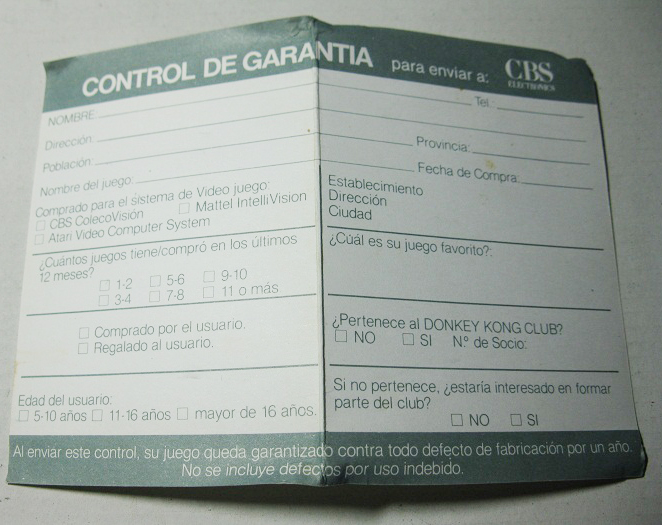 CONTROL DE GARANTIA para enviar a: CBS
ELECTRONICS
NOMBRE Tel.:
Dirección:
Población: Provincia:
Nombre del juego: Fecha de Compra:
Comprado para el sistema de Video juego:
☐ CBS ColecoVisión ☐ Mattel IntelliVision
☐ Atari Video Computer System
¿Cuántos juegos tiene/compró en los últimos
12 meses?
☐ 1-2 ☐ 5-6 ☐ 9-10
☐ 3-4 ☐ 7-8 ☐ 11 o más
☐ Comprado por el usuario.
☐ Regalado al usuario.
Edad del usuario:
☐ 5-10 años ☐ 11-16 años ☐ mayor de 16 años.
Establecimiento
Dirección
Ciudad
¿Cùál es su juego favorito?:
¿Pertenece al DONKEY KONG CLUB?
☐ NO ☐ SI N.º de Socio:
Si no pertenece, ¿estaria interesado en formar
parte del club?
☐ NO ☐ SI
Al enviar este control, su juego queda garantizado contra todo defecto de fabricación por un año.
No se incluye defectos por uso indebido.